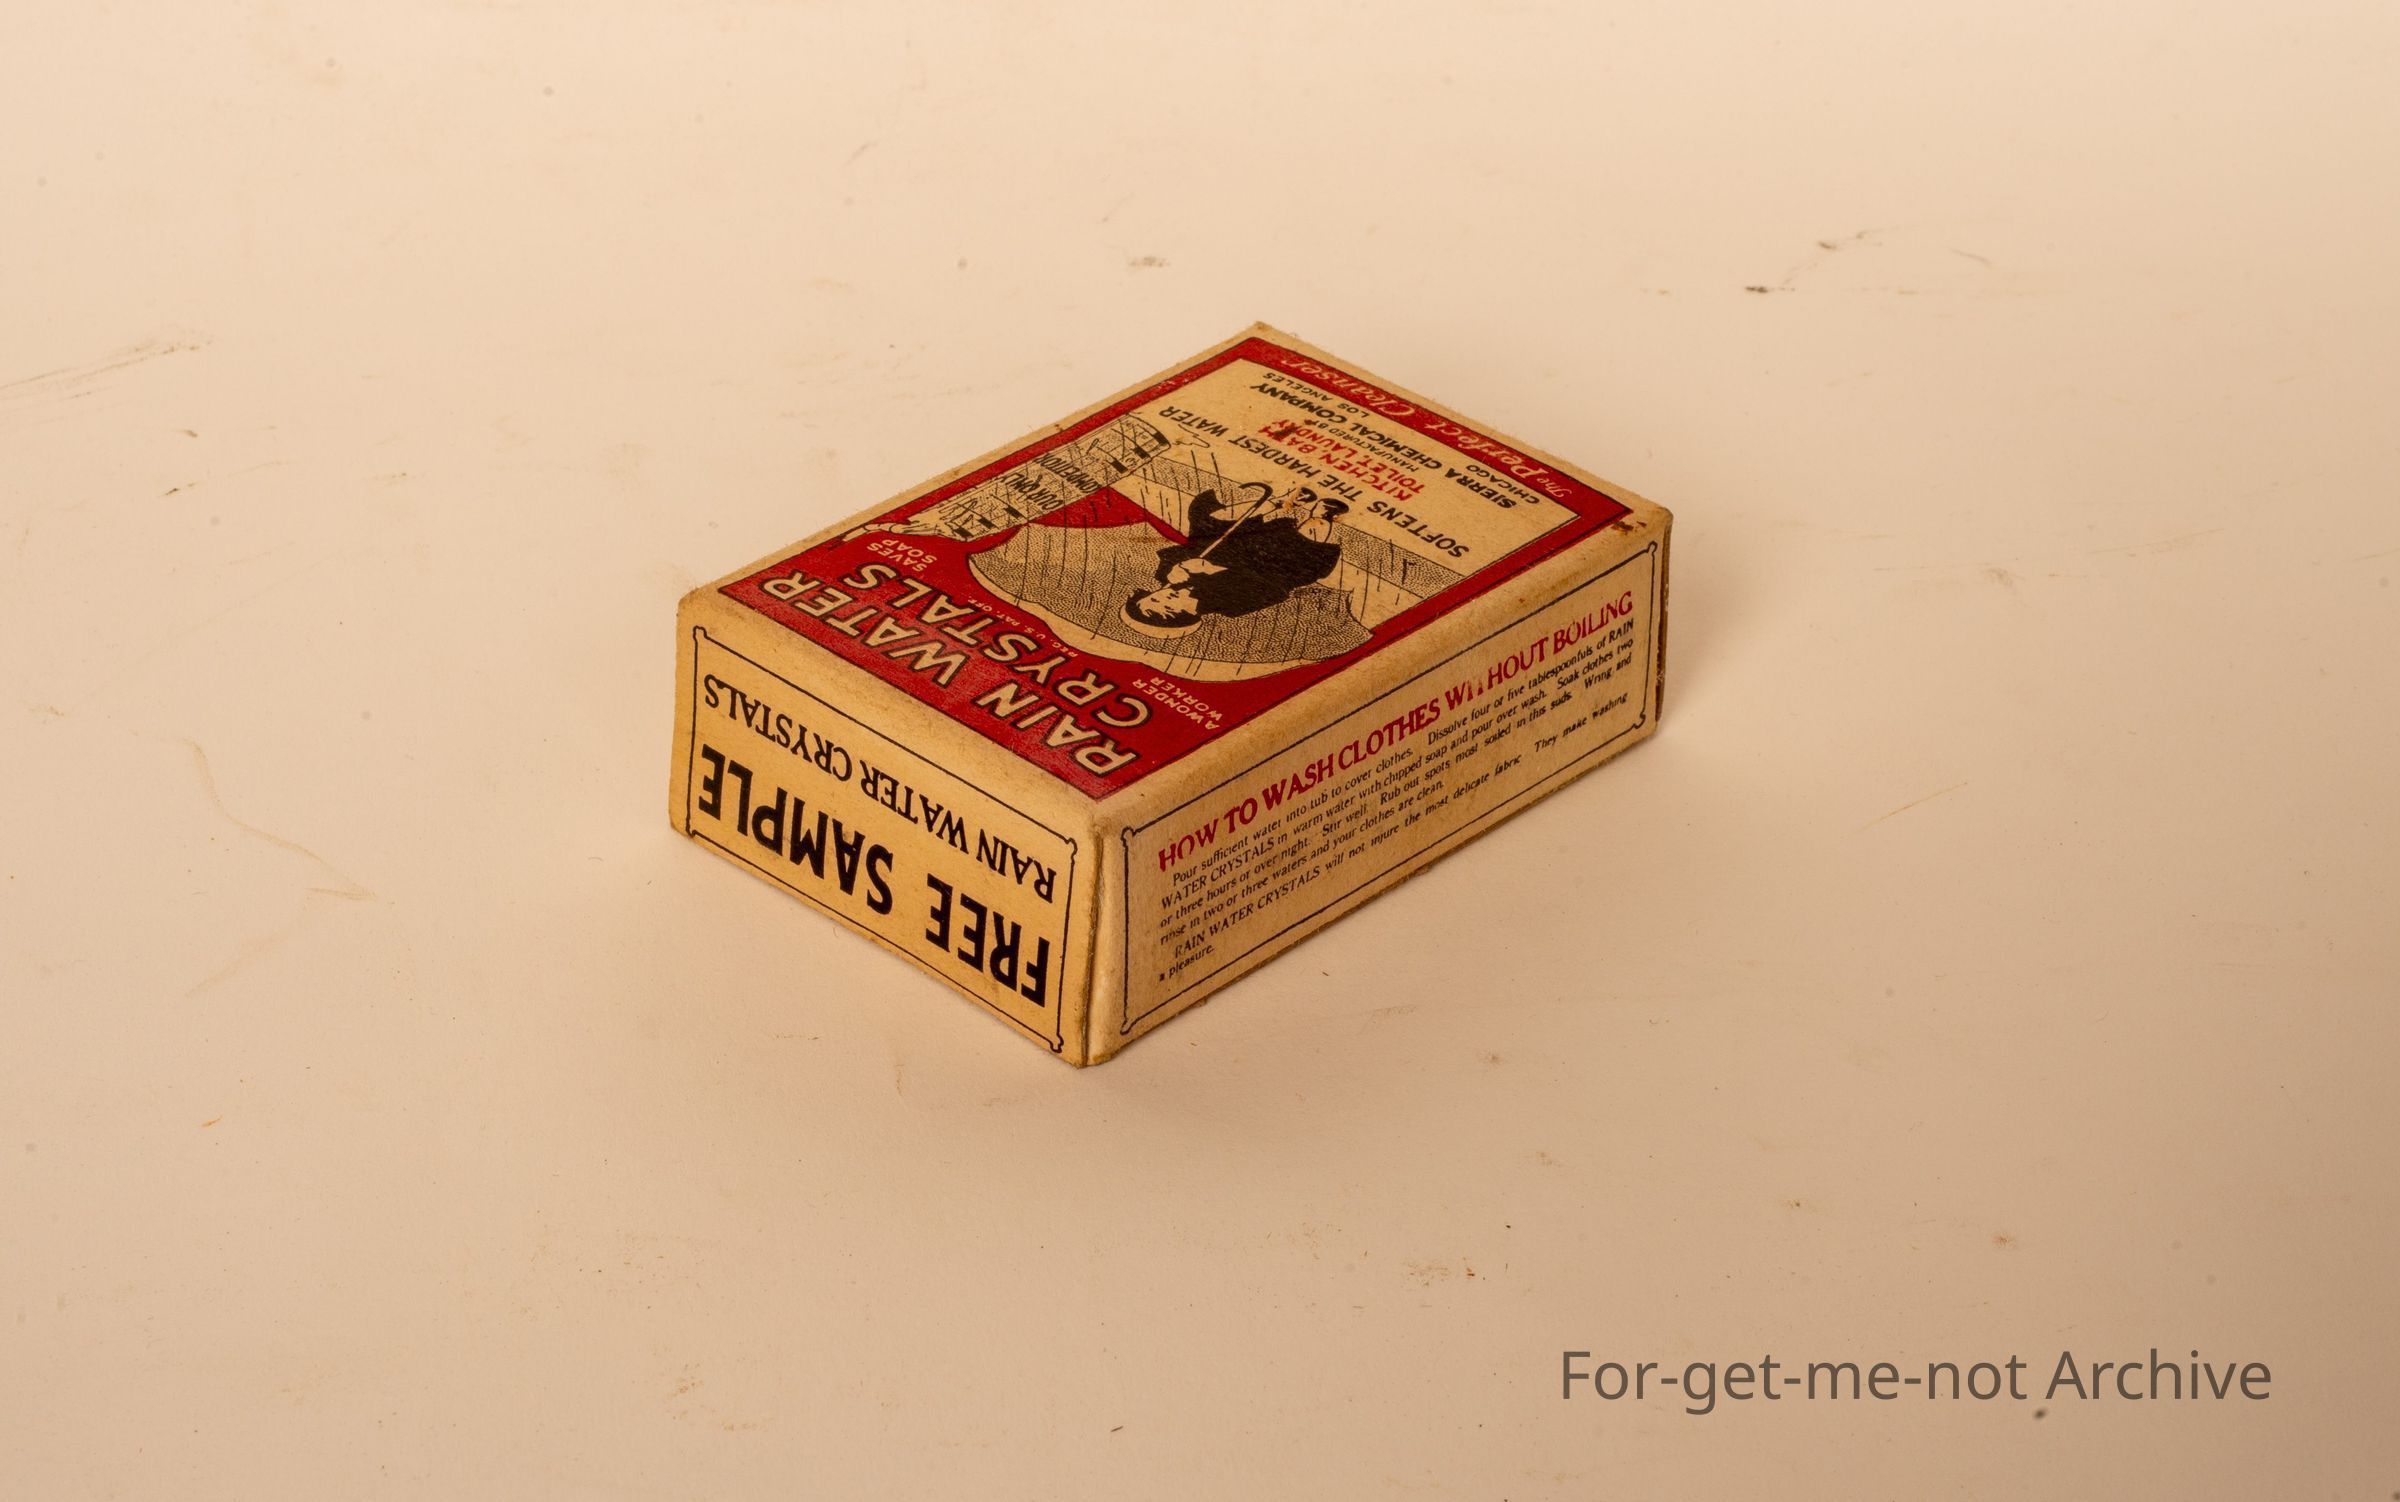 RAIN WATER
CRYSTALS
REG. U.S. PAT. OFF.
A WONDER
WORKER
SAVES
SOAP
OUR ONLY
COMPETITOR
SOFTENS THE HARDEST WATER
KITCHEN, BATH
TOILET, LAUNDRY
MANUFACTURED BY
SIERRA CHEMICAL COMPANY
CHICAGO LOS ANGELES
The Perfect Cleanser
RAIN WATER CRYSTALS
FREE SAMPLE
HOW TO WASH CLOTHES WITHOUT BOILING
Pour sufficient water into tub to cover clothes. Dissolve four or five tablespoonfuls of RAIN
WATER CRYSTALS in warm water with chipped soap and pour over wash. Soak clothes two
or three hours or over night. Stir well. Rub out spots most soiled in this suds. Wring and
rinse in two or three waters and your clothes are clean.
RAIN WATER CRYSTALS will not injure the most delicate fabric. They make washing
a pleasure.
For-get-me-not Archive